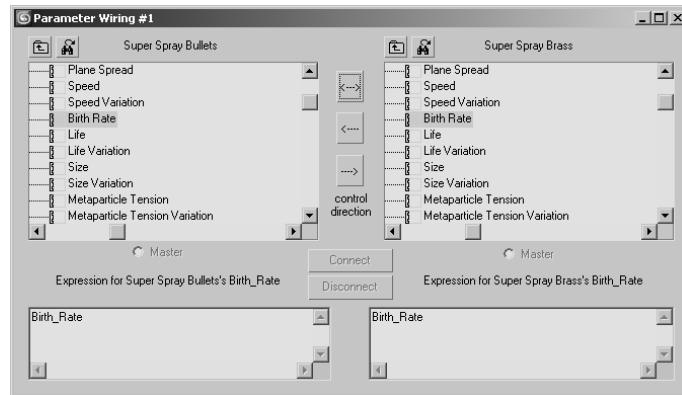 Parameter Wiring #1
Super Spray Bullets
Plane Spread
Speed
Speed Variation
Birth Rate
Life
Life Variation
Size
Size Variation
Metaparticle Tension
Metaparticle Tension Variation
Master
Expression for Super Spray Bullets's Birth_Rate
Birth_Rate
<--->
<----
---->
control
direction
Connect
Disconnect
Super Spray Brass
Plane Spread
Speed
Speed Variation
Birth Rate
Life
Life Variation
Size
Size Variation
Metaparticle Tension
Metaparticle Tension Variation
Master
Expression for Super Spray Brass's Birth_Rate
Birth_Rate